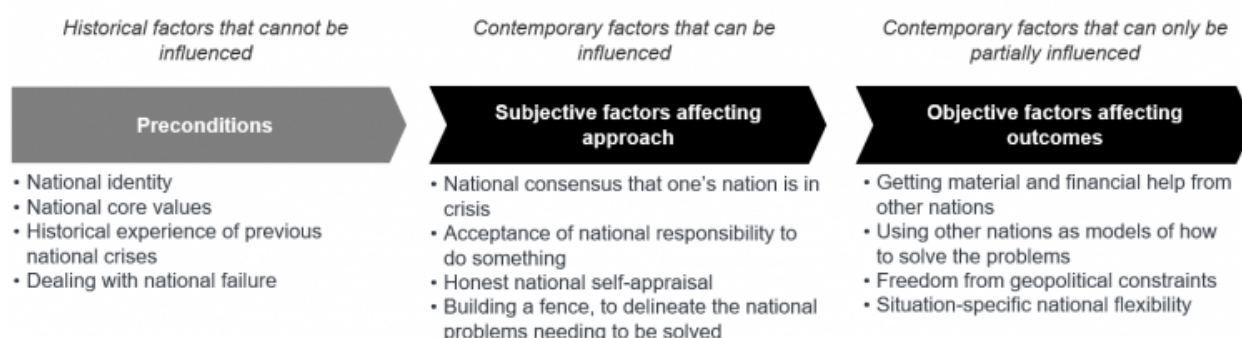 Historical factors that cannot be
influenced
Preconditions
• National identity
• National core values
• Historical experience of previous
national crises
• Dealing with national failure
Contemporary factors that can be
influenced
Subjective factors affecting
approach
• National consensus that one's nation is in
crisis
• Acceptance of national responsibility to
do something
• Honest national self-appraisal
• Building a fence, to delineate the national
problems needing to be solved
Contemporary factors that can only be
partially influenced
Objective factors affecting
outcomes
• Getting material and financial help from
other nations
• Using other nations as models of how
to solve the problems
• Freedom from geopolitical constraints
• Situation-specific national flexibility